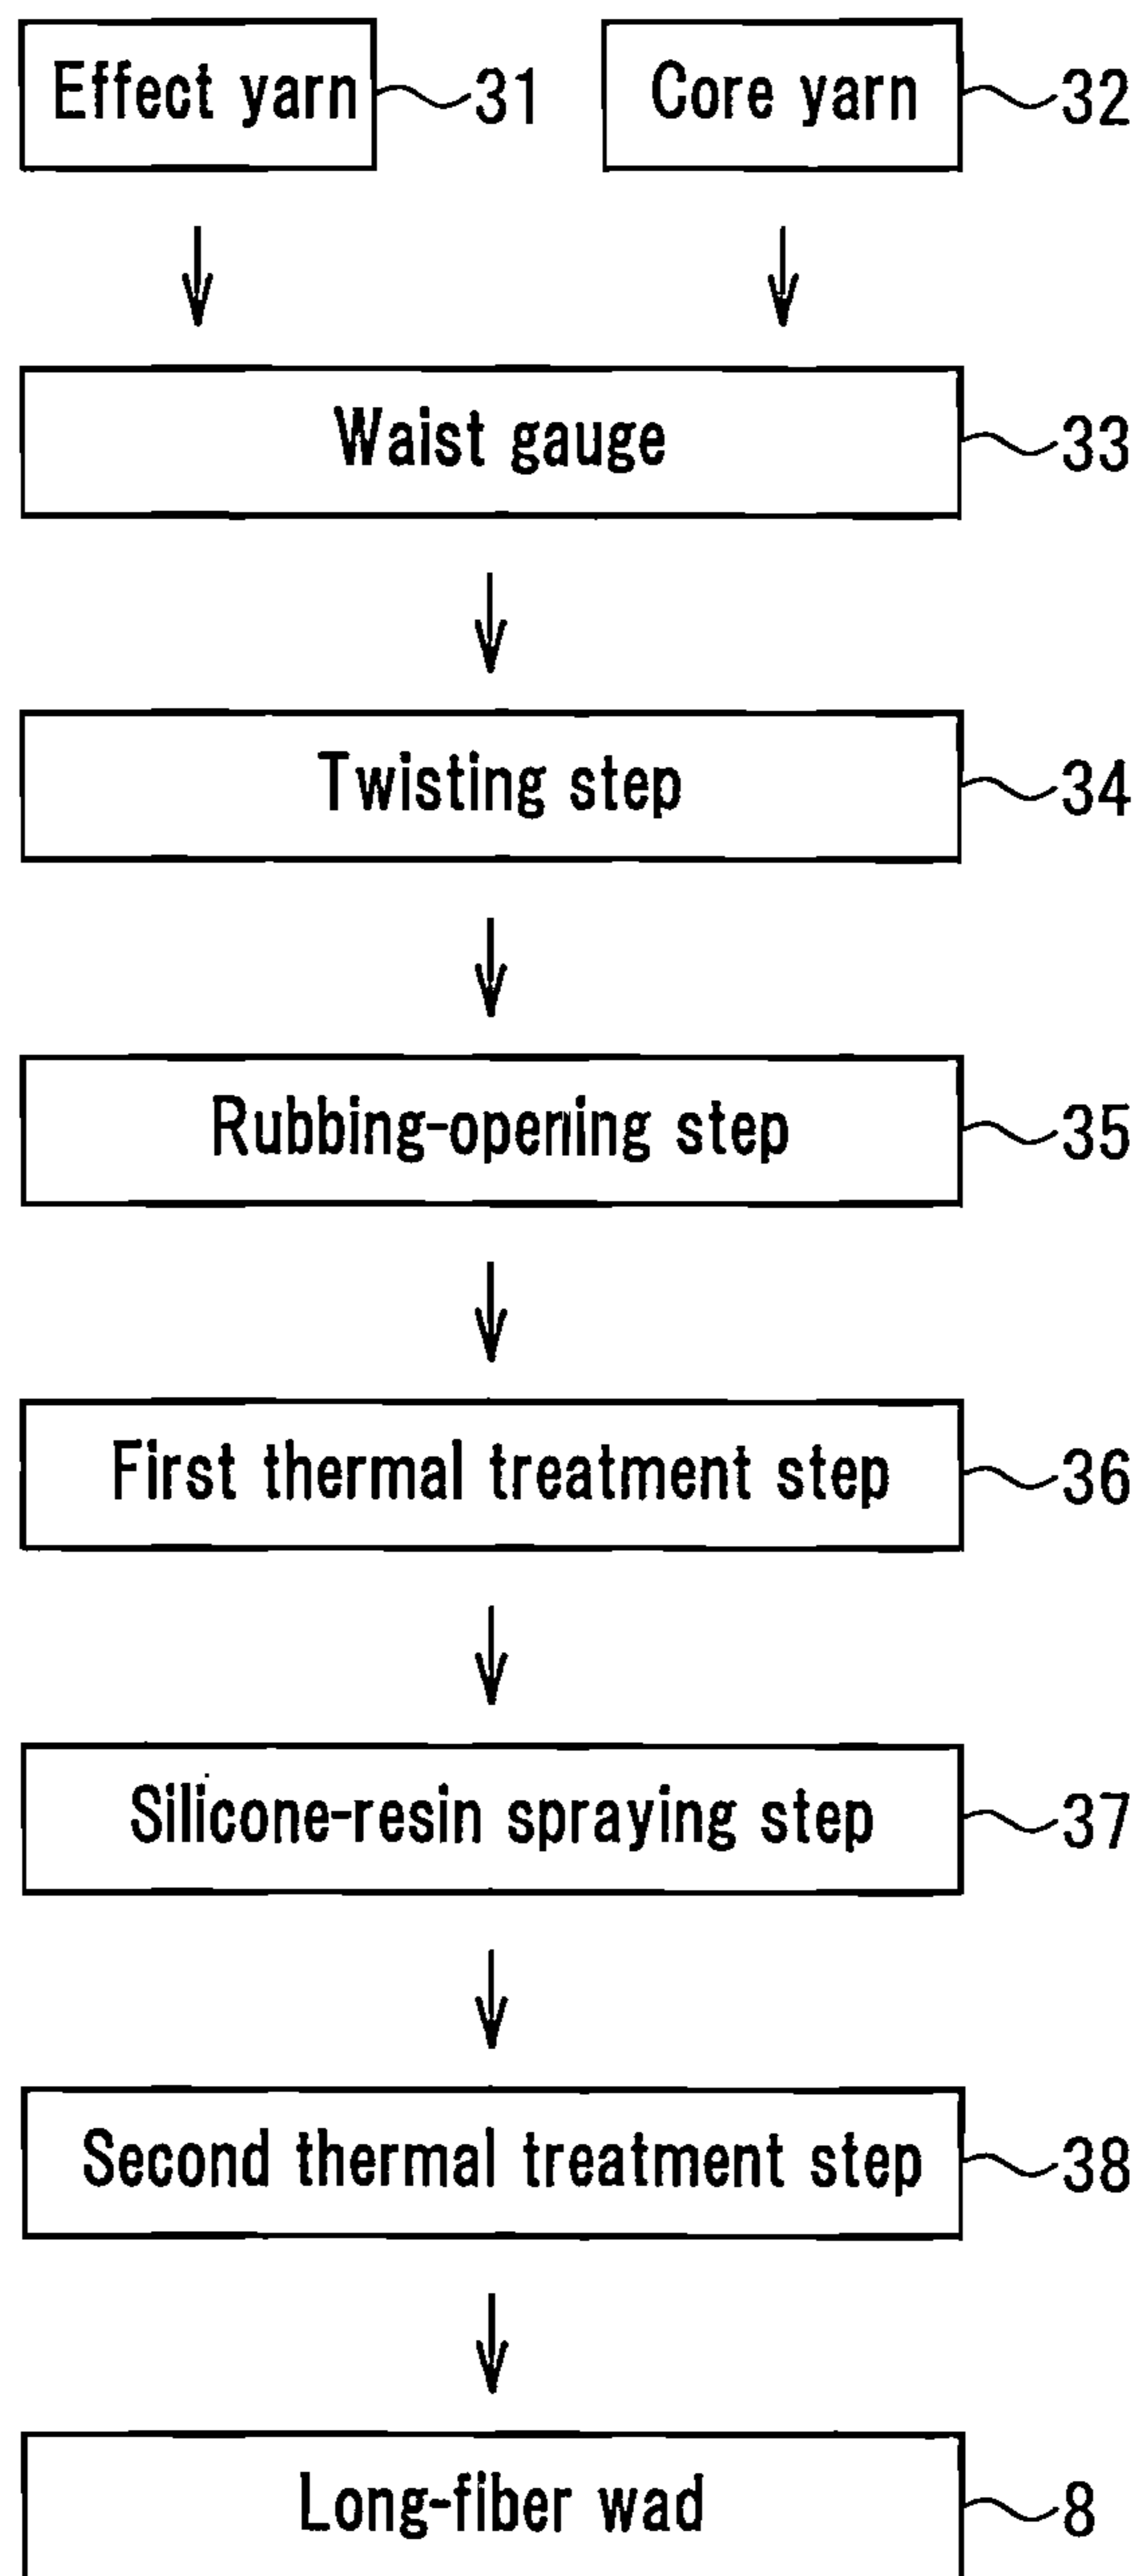 Effect yarn 31 Core yarn 32
Waist gauge 33
Twisting step 34
Rubbing-opening step 35
First thermal treatment step 36
Silicone-resin spraying step 37
Second thermal treatment step 38
Long-fiber wad 8